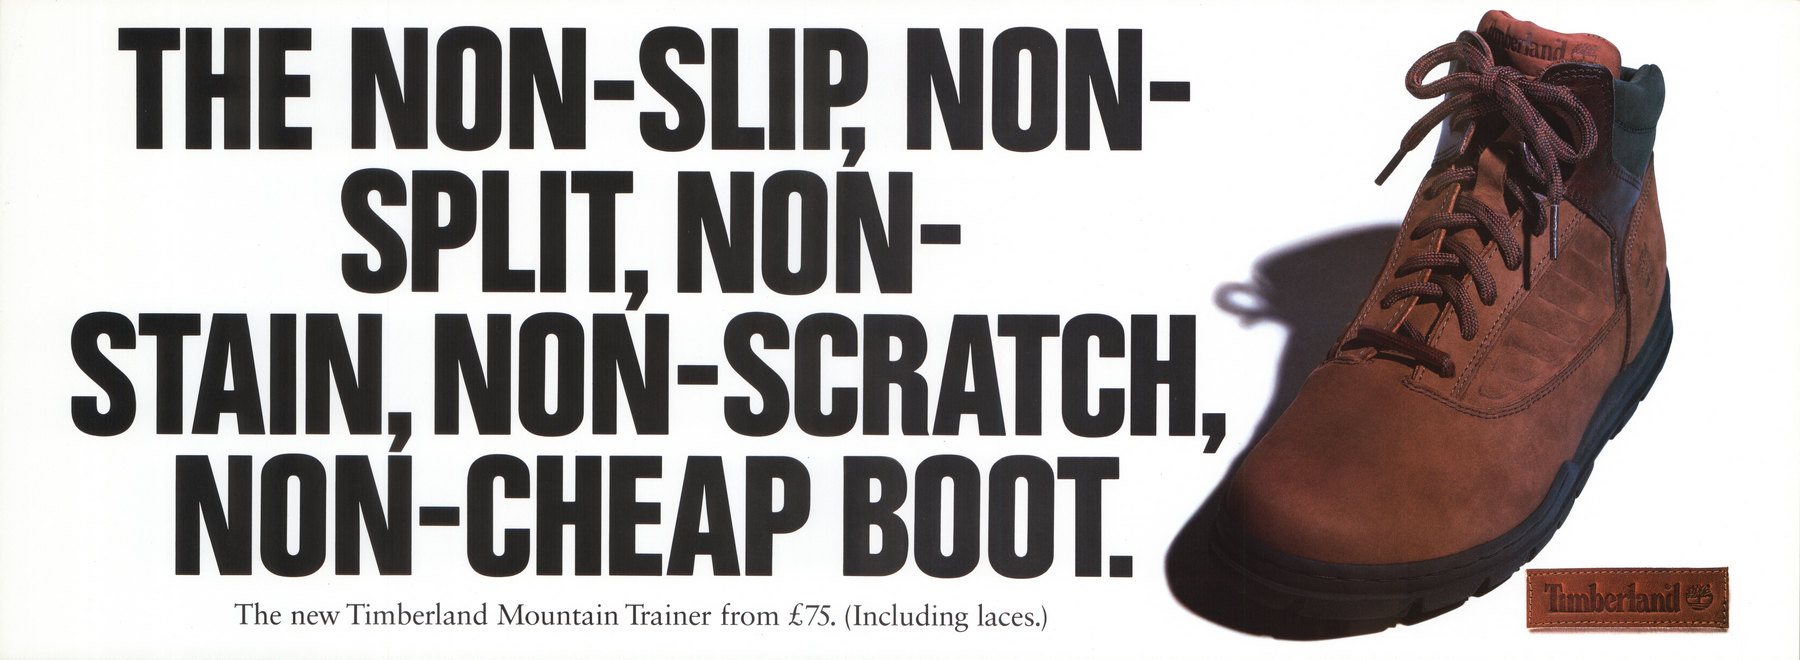 THE NON-SLIP, NON-
SPLIT, NON-
STAIN, NON-SCRATCH,
NON-CHEAP BOOT.
The new Timberland Mountain Trainer from £75. (Including laces.)
Timberland
Timberland